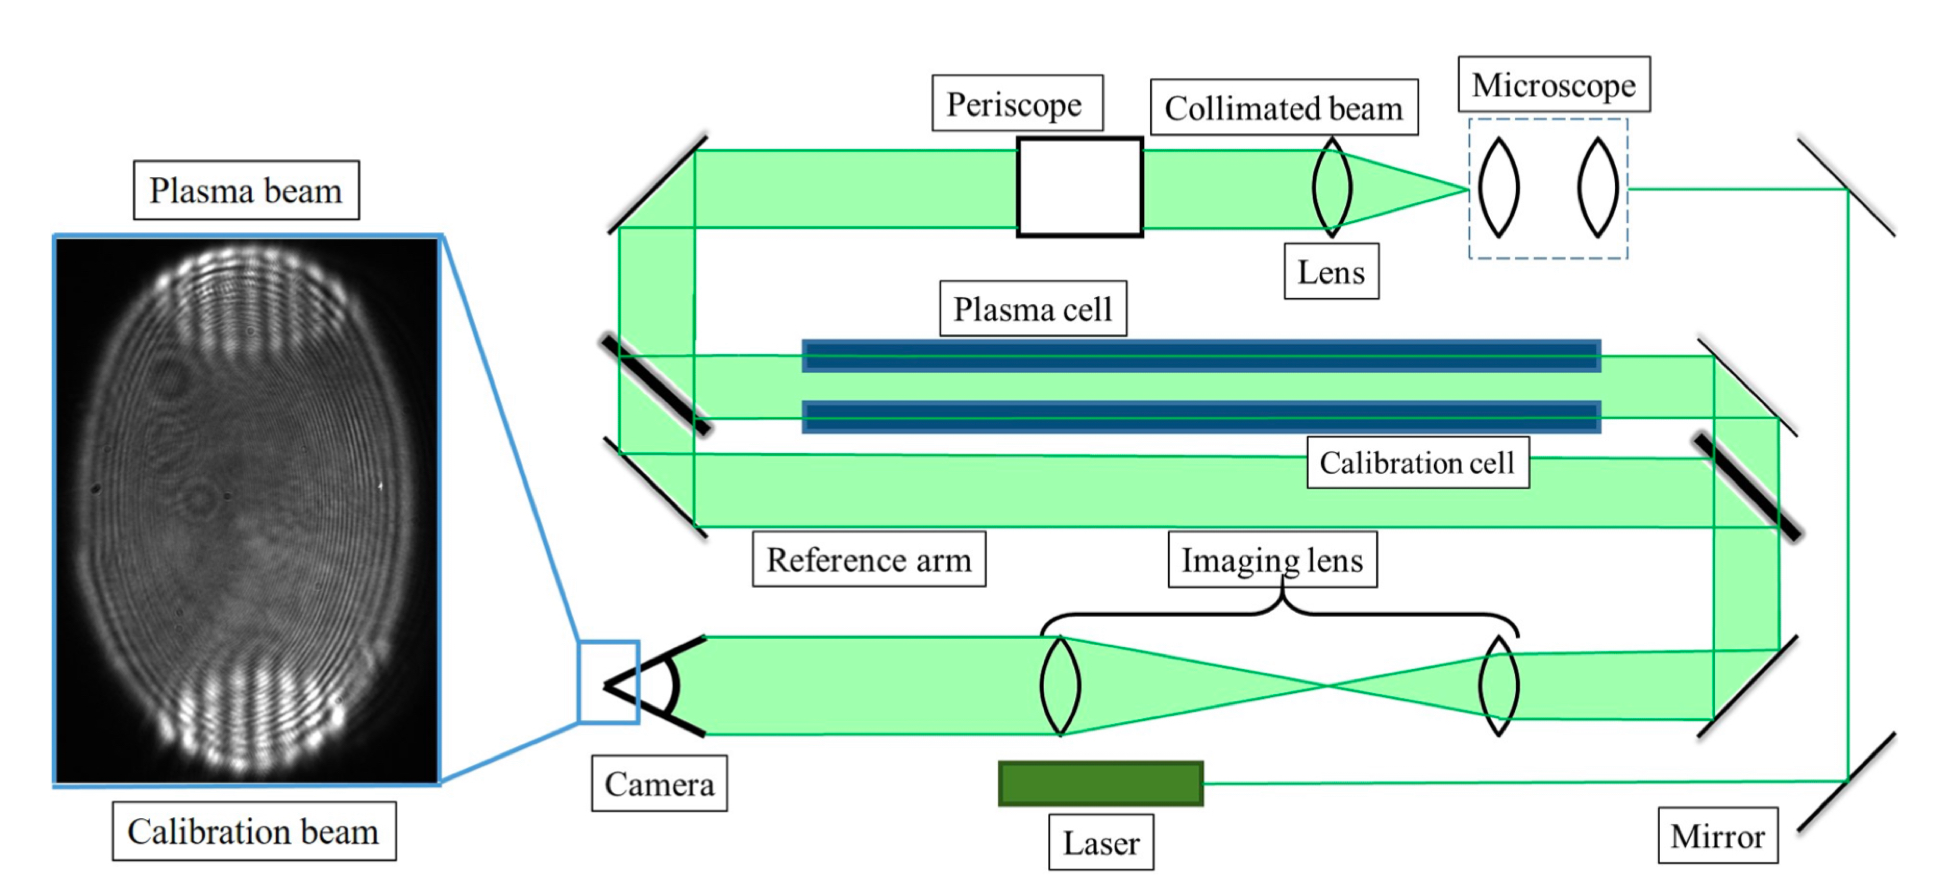 Microscope
Periscope
Collimated beam
Plasma beam
Lens
Plasma cell
Calibration cell
Reference arm
Imaging lens
Camera
Calibration beam
Laser
Mirror